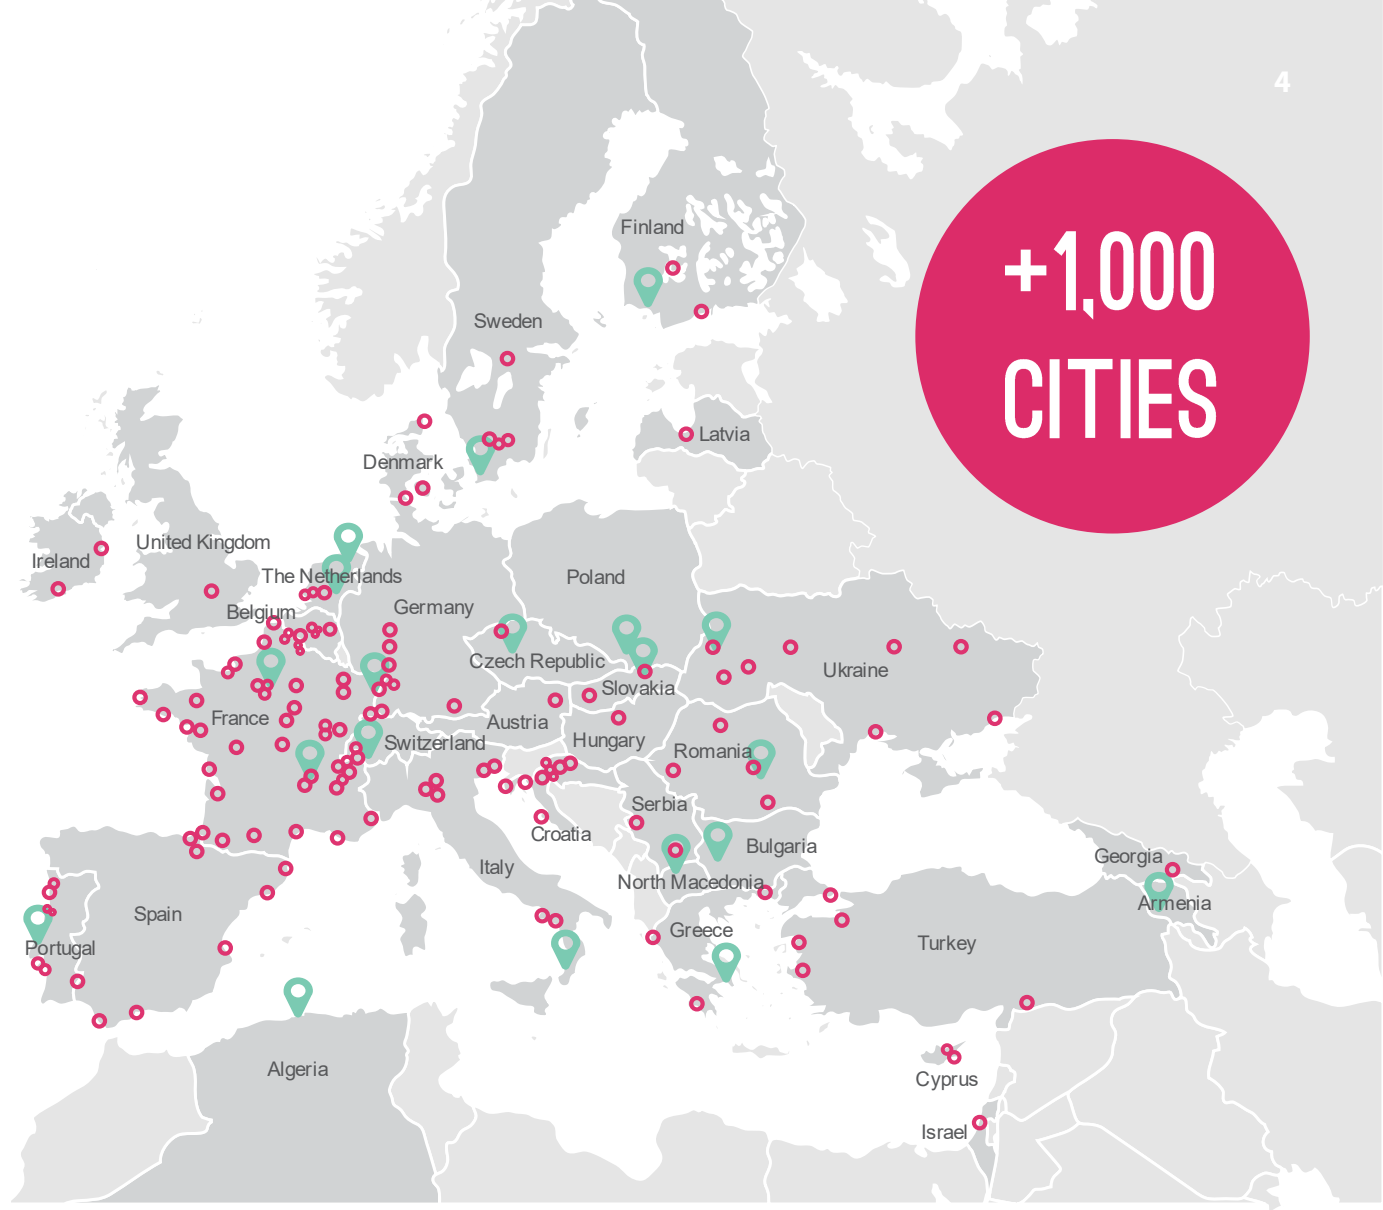 4
+1,000
CITIES
Finland
Sweden
Latvia
Denmark
United Kingdom
Ireland
The Netherlands
Poland
Belgium
Germany
Czech Republic
Ukraine
Slovakia
France
Austria
Switzerland
Hungary
Romania
Serbia
Croatia
Bulgaria
Georgia
Italy
North Macedonia
Armenia
Spain
Greece
Portugal
Turkey
Algeria
Cyprus
Israel